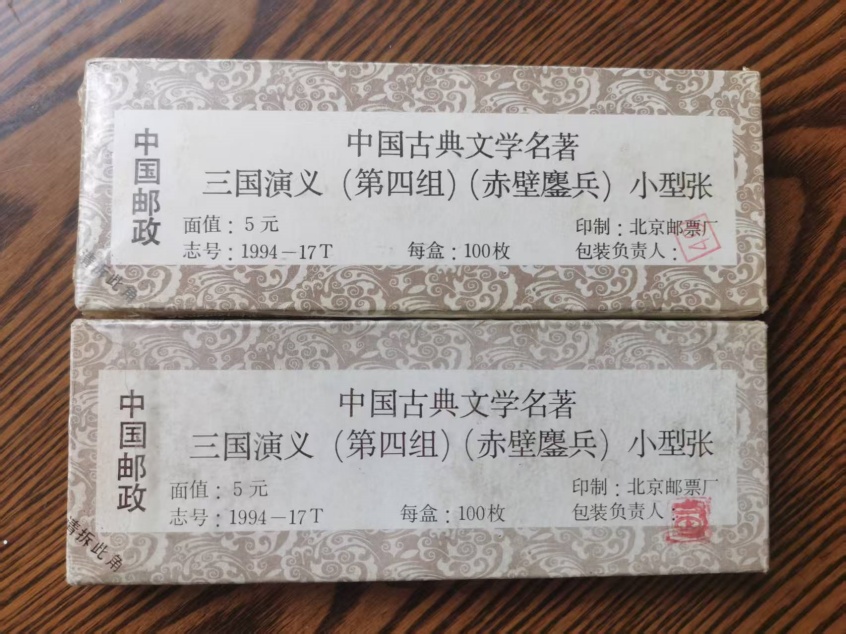 中国邮政
中国古典文学名著
三国演义（第四组）（赤壁鏖兵）小型张
面值：5元
印制：北京邮票厂
志号：1994－17T
每盒：100枚
包装负责人：
请拆此角
中国邮政
中国古典文学名著
三国演义（第四组）（赤壁鏖兵）小型张
面值：5元
印制：北京邮票厂
志号：1994－17T
每盒：100枚
包装负责人：
请拆此角